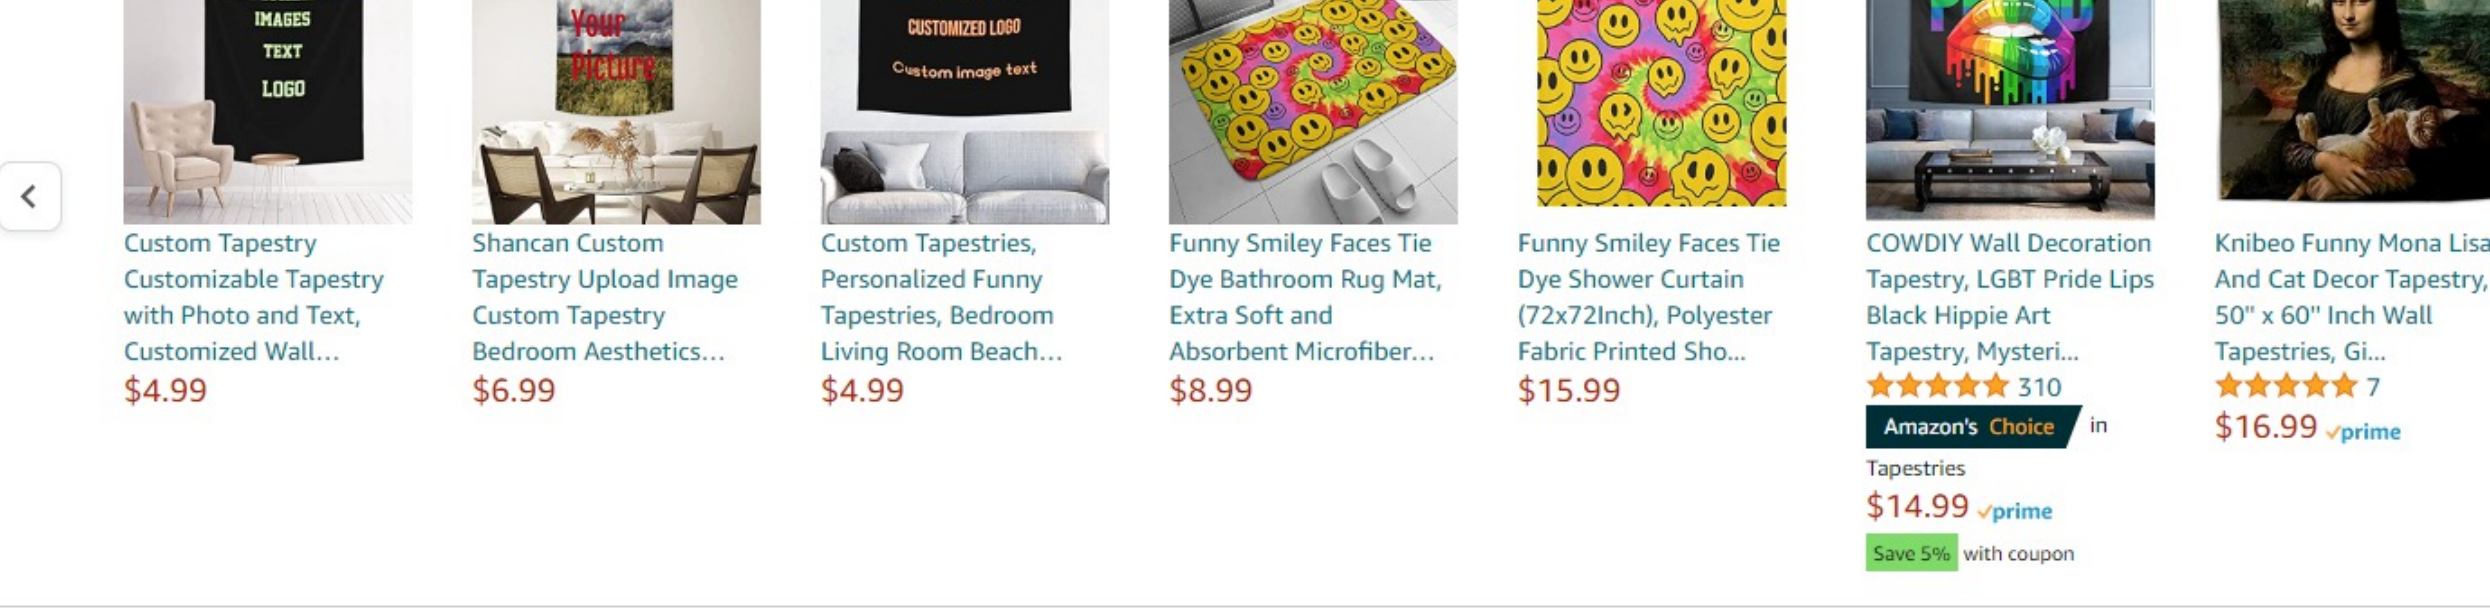 IMAGES
TEXT
LOGO
Your
Picture
CUSTOMIZED LOGO
Custom image text
Custom Tapestry
Customizable Tapestry
with Photo and Text,
Customized Wall...
$4.99
Shancan Custom
Tapestry Upload Image
Custom Tapestry
Bedroom Aesthetics...
$6.99
Custom Tapestries,
Personalized Funny
Tapestries, Bedroom
Living Room Beach...
$4.99
Funny Smiley Faces Tie
Dye Bathroom Rug Mat,
Extra Soft and
Absorbent Microfiber...
$8.99
Funny Smiley Faces Tie
Dye Shower Curtain
(72x72Inch), Polyester
Fabric Printed Sho...
$15.99
COWDIY Wall Decoration
Tapestry, LGBT Pride Lips
Black Hippie Art
Tapestry, Mysteri...
310
Amazon's Choice in
Tapestries
$14.99 prime
Save 5% with coupon
Knibeo Funny Mona Lisa
And Cat Decor Tapestry,
50" x 60" Inch Wall
Tapestries, Gi...
7
$16.99 prime